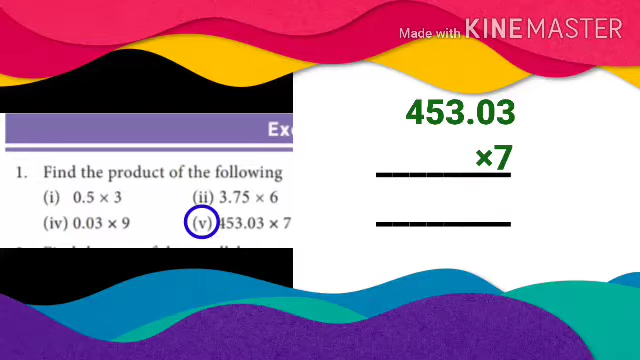 Made with KINEMASTER
Exe
1. Find the product of the following
(i) 0.5 × 3 (ii) 3.75 × 6
(iv) 0.03 × 9 (v) 453.03 × 7
453.03
×7